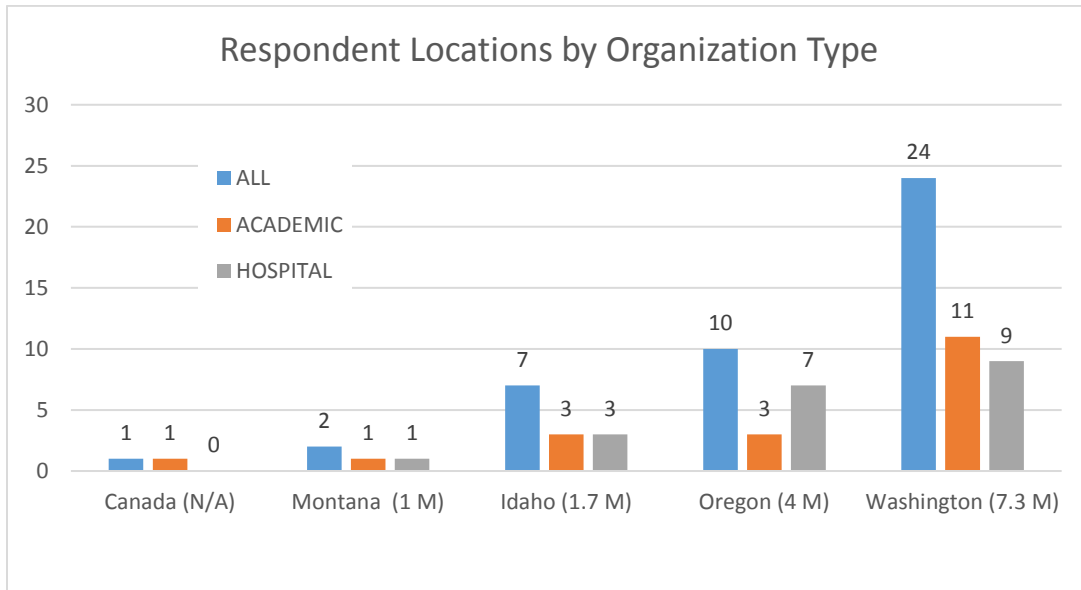 Respondent Locations by Organization Type
30
25
20
15
10
5
0
ALL
ACADEMIC
HOSPITAL
1 1 0
2 1 1
7 3 3
10 3 7
24 11 9
Canada (N/A) Montana (1 M) Idaho (1.7 M) Oregon (4 M) Washington (7.3 M)